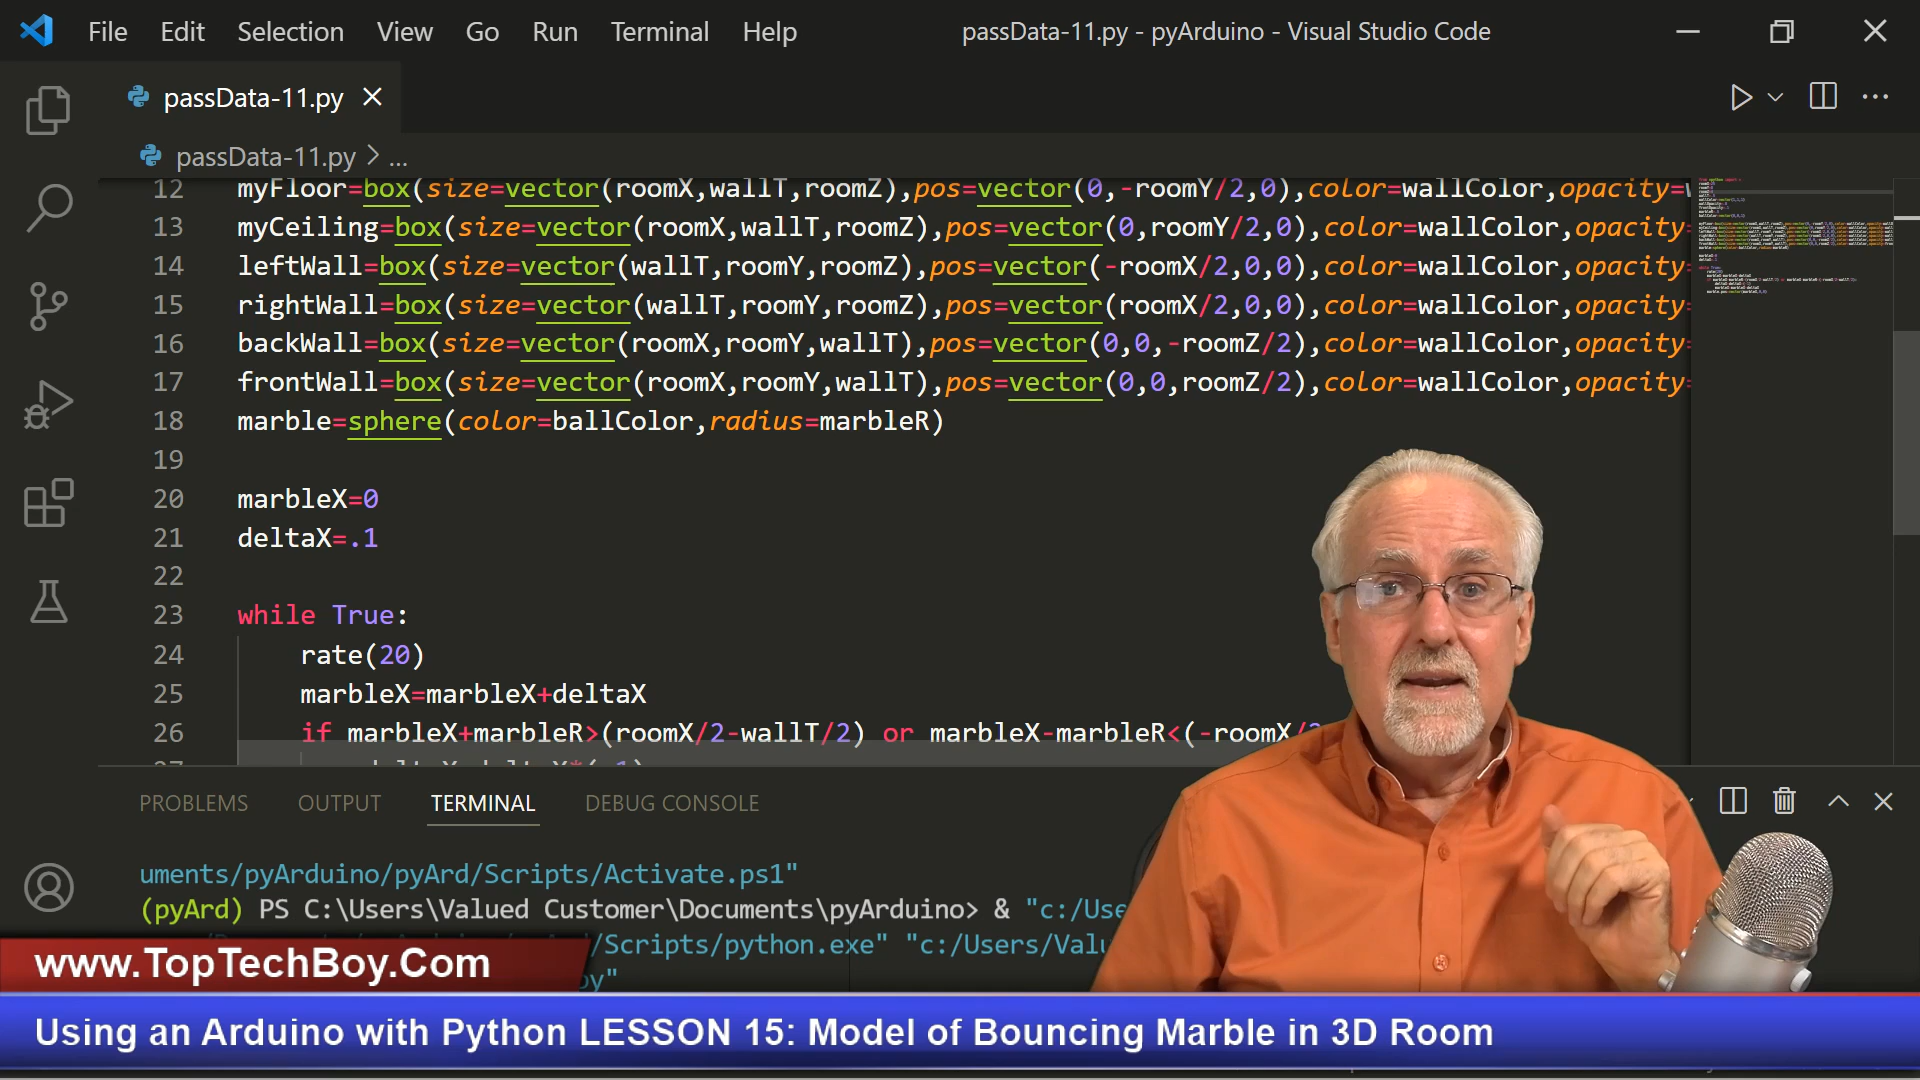 File Edit Selection View Go Run Terminal Help passData-11.py - pyArduino - Visual Studio Code
passData-11.py
passData-11.py > ...
12 myFloor=box(size=vector(roomX,wallT,roomZ),pos=vector(0,-roomY/2,0),color=wallColor,opacity=
13 myCeiling=box(size=vector(roomX,wallT,roomZ),pos=vector(0,roomY/2,0),color=wallColor,opacity=
14 leftWall=box(size=vector(wallT,roomY,roomZ),pos=vector(-roomX/2,0,0),color=wallColor,opacity=
15 rightWall=box(size=vector(wallT,roomY,roomZ),pos=vector(roomX/2,0,0),color=wallColor,opacity=
16 backWall=box(size=vector(roomX,roomY,wallT),pos=vector(0,0,-roomZ/2),color=wallColor,opacity=
17 frontWall=box(size=vector(roomX,roomY,wallT),pos=vector(0,0,roomZ/2),color=wallColor,opacity=
18 marble=sphere(color=ballColor,radius=marbleR)
19
20 marbleX=0
21 deltaX=.1
22
23 while True:
24 rate(20)
25 marbleX=marbleX+deltaX
26 if marbleX+marbleR>(roomX/2-wallT/2) or marbleX-marbleR<(-roomX/2
PROBLEMS OUTPUT TERMINAL DEBUG CONSOLE
uments/pyArduino/pyArd/Scripts/Activate.ps1"
(pyArd) PS C:\Users\Valued Customer\Documents\pyArduino> & "c:/Use
/Scripts/python.exe" "c:/Users/Valu
www.TopTechBoy.Com
Using an Arduino with Python LESSON 15: Model of Bouncing Marble in 3D Room